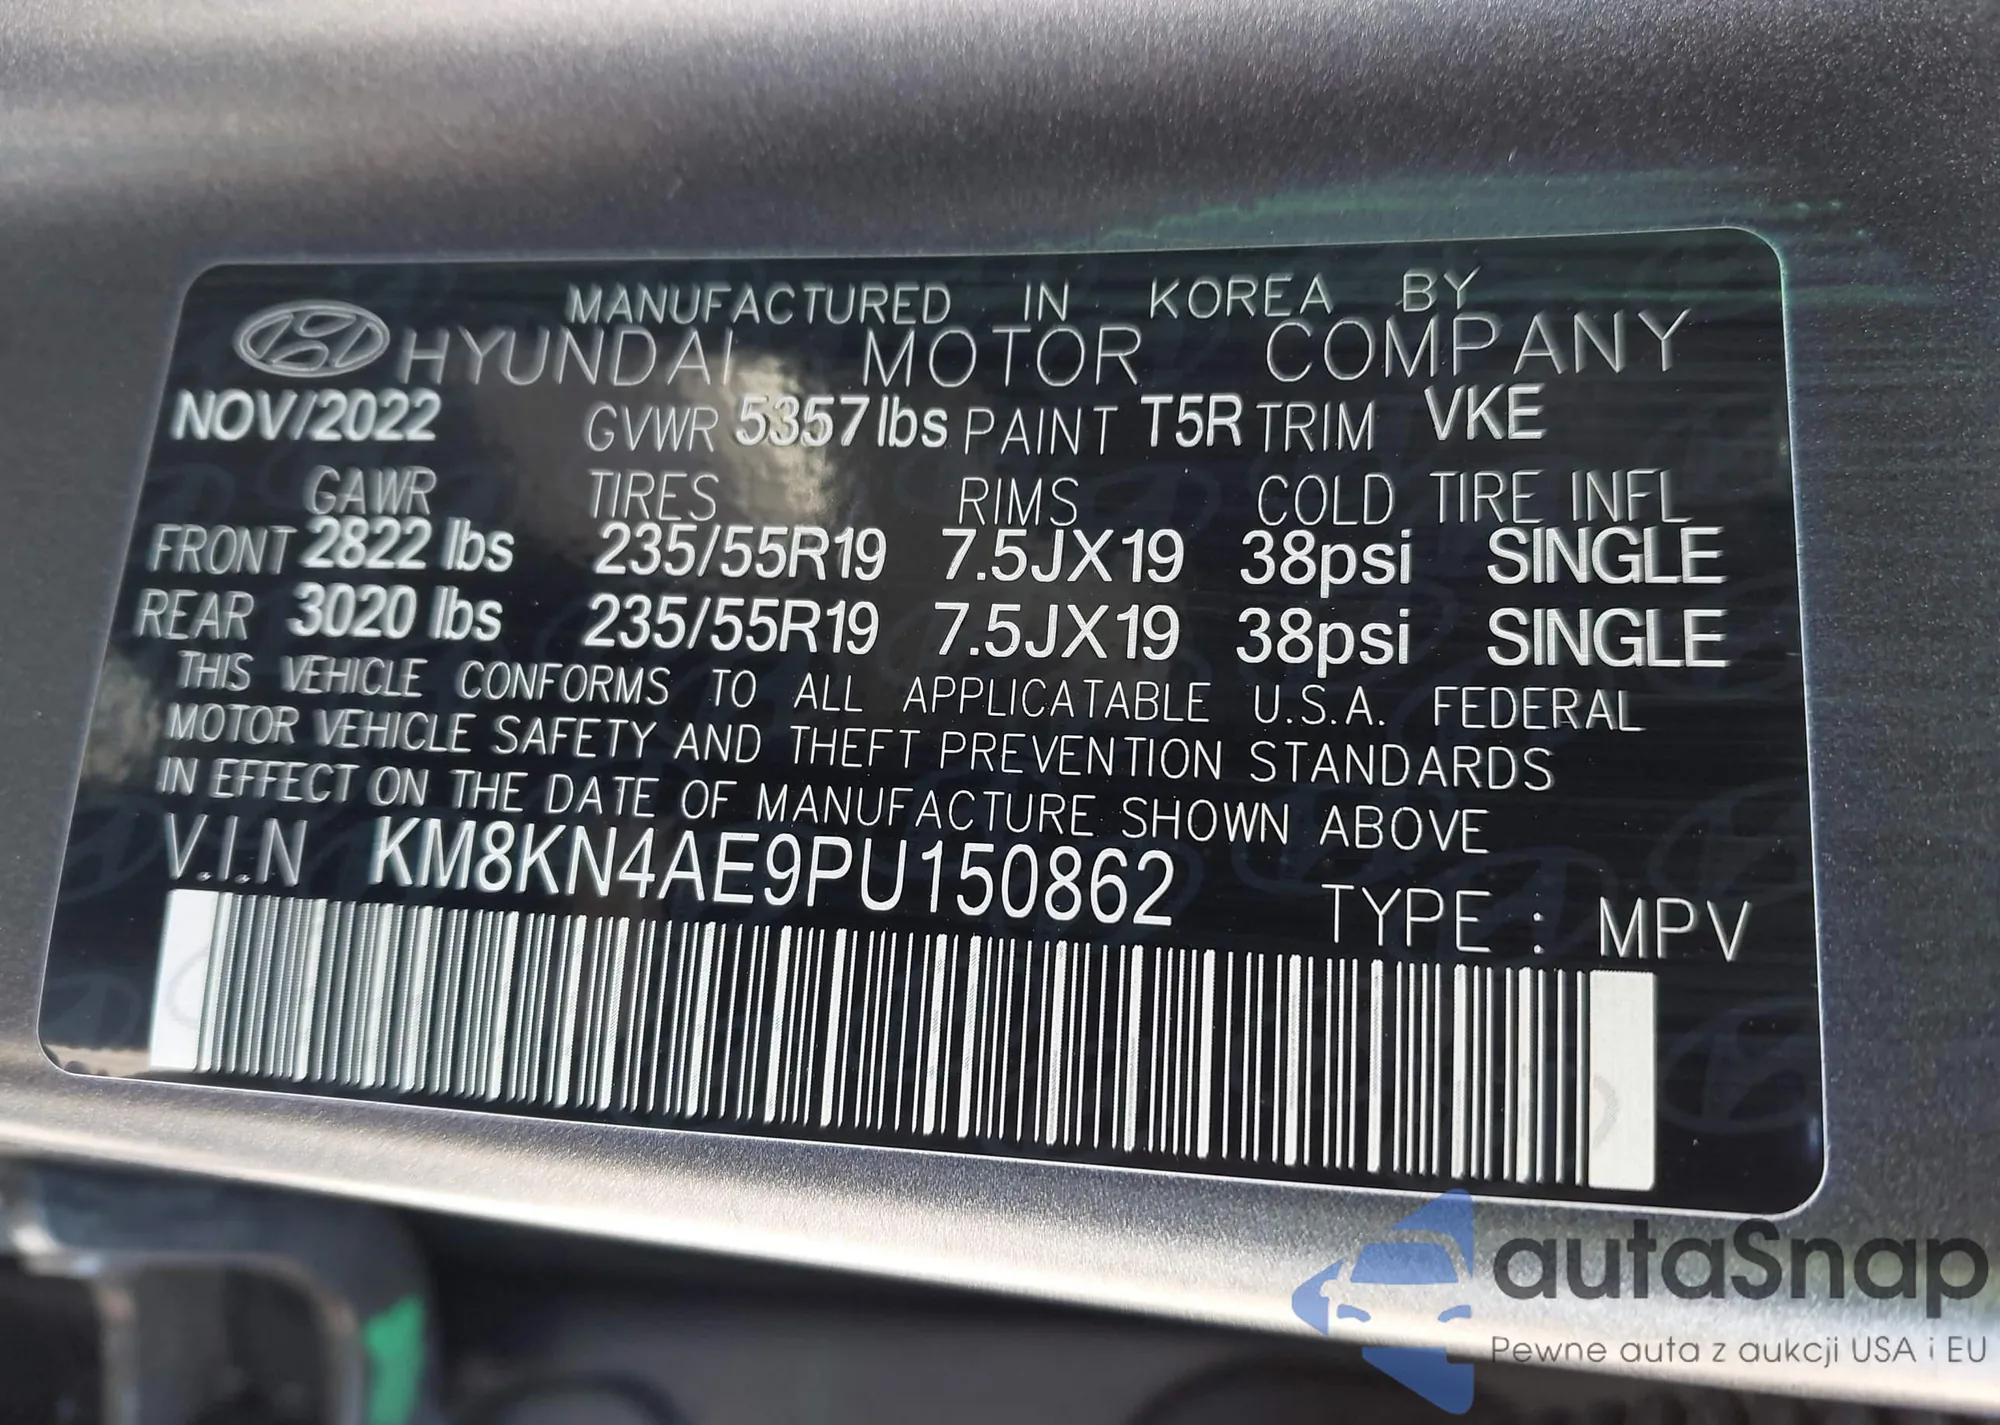 MANUFACTURED IN KOREA BY
HYUNDAI MOTOR COMPANY
NOV/2022 GVWR 5357lbs PAINT T5R TRIM VKE
GAWR TIRES RIMS COLD TIRE INFL
FRONT 2822 lbs 235/55R19 7.5JX19 38psi SINGLE
REAR 3020 lbs 235/55R19 7.5JX19 38psi SINGLE
THIS VEHICLE CONFORMS TO ALL APPLICATABLE U.S.A. FEDERAL
MOTOR VEHICLE SAFETY AND THEFT PREVENTION STANDARDS
IN EFFECT ON THE DATE OF MANUFACTURE SHOWN ABOVE
V.I.N KM8KN4AE9PU150862
TYPE : MPV
autaSnap
Pewne auta z aukcji USA i EU